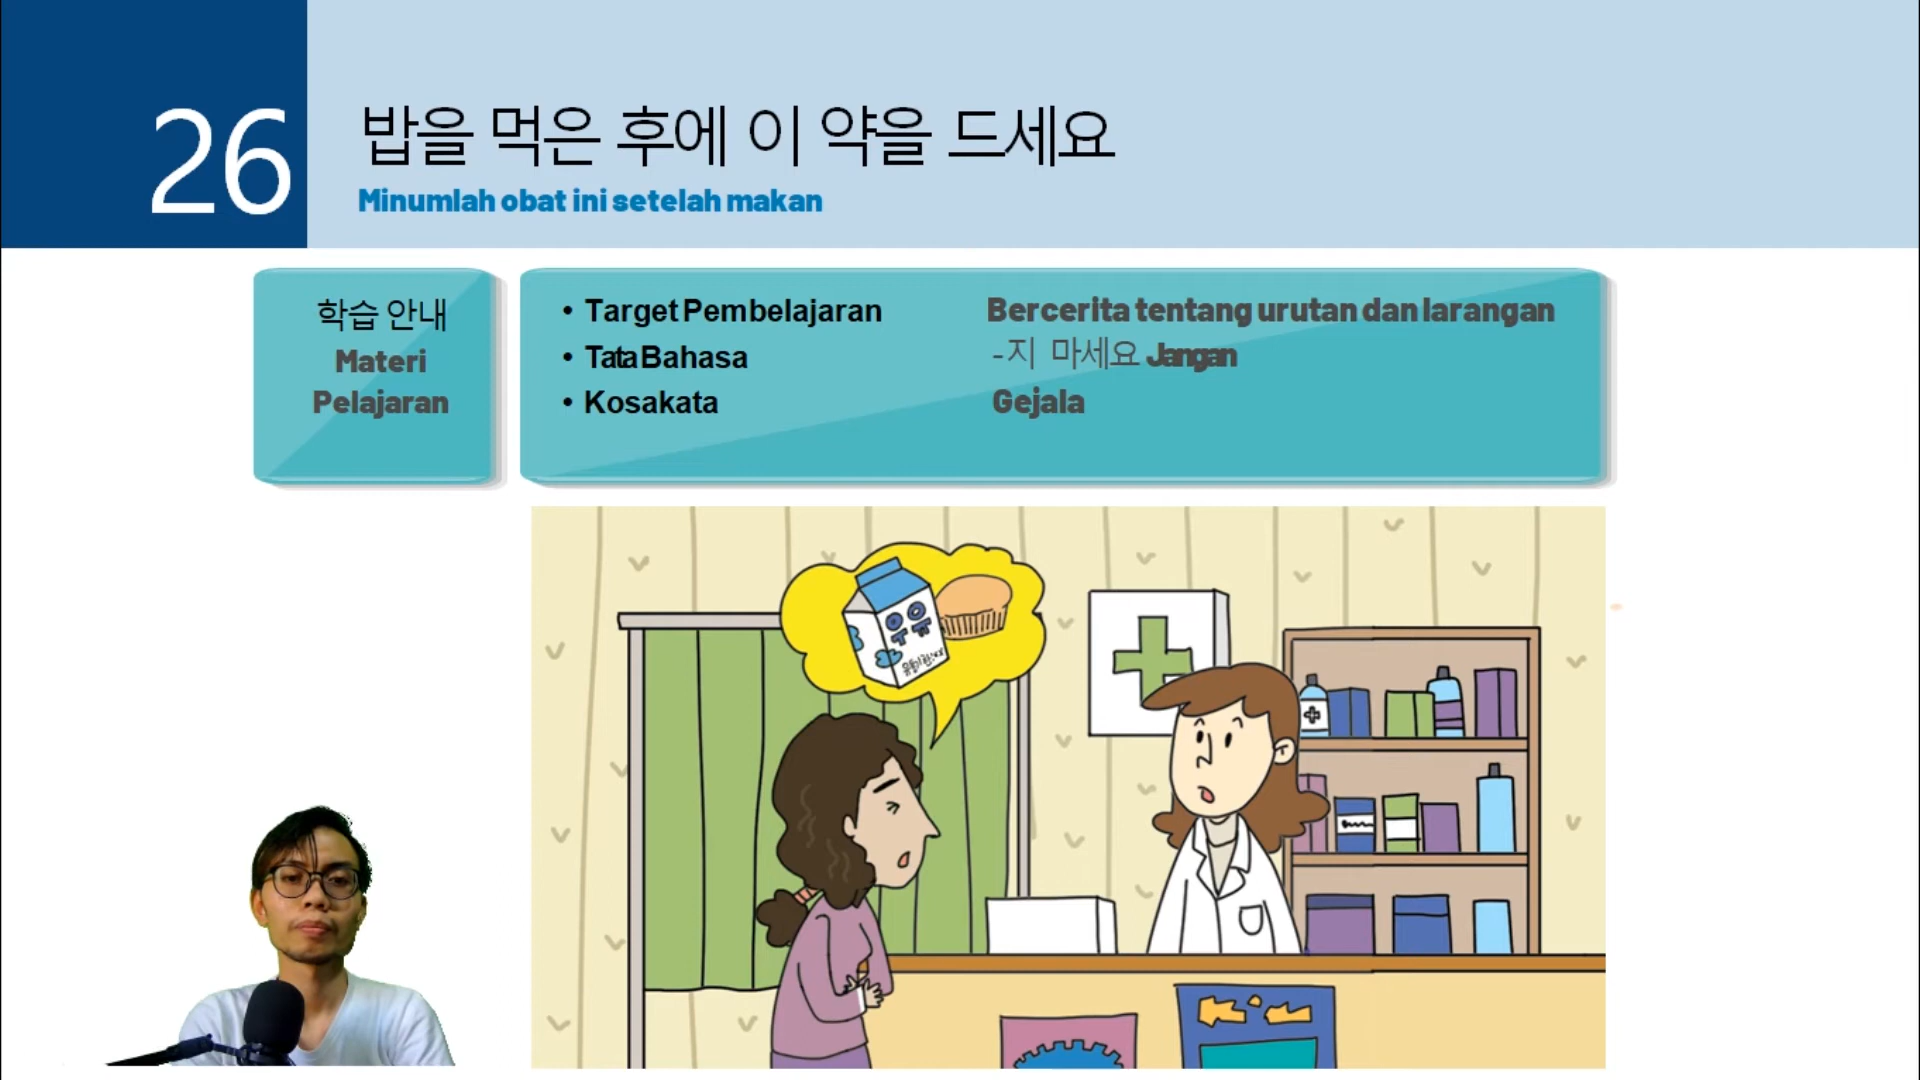 26
밥을 먹은 후에 이 약을 드세요
Minumlah obat ini setelah makan
학습 안내
Materi
Pelajaran
• Target Pembelajaran
Bercerita tentang urutan dan larangan
• Tata Bahasa
-지 마세요 Jangan
• Kosakata
Gejala
우유